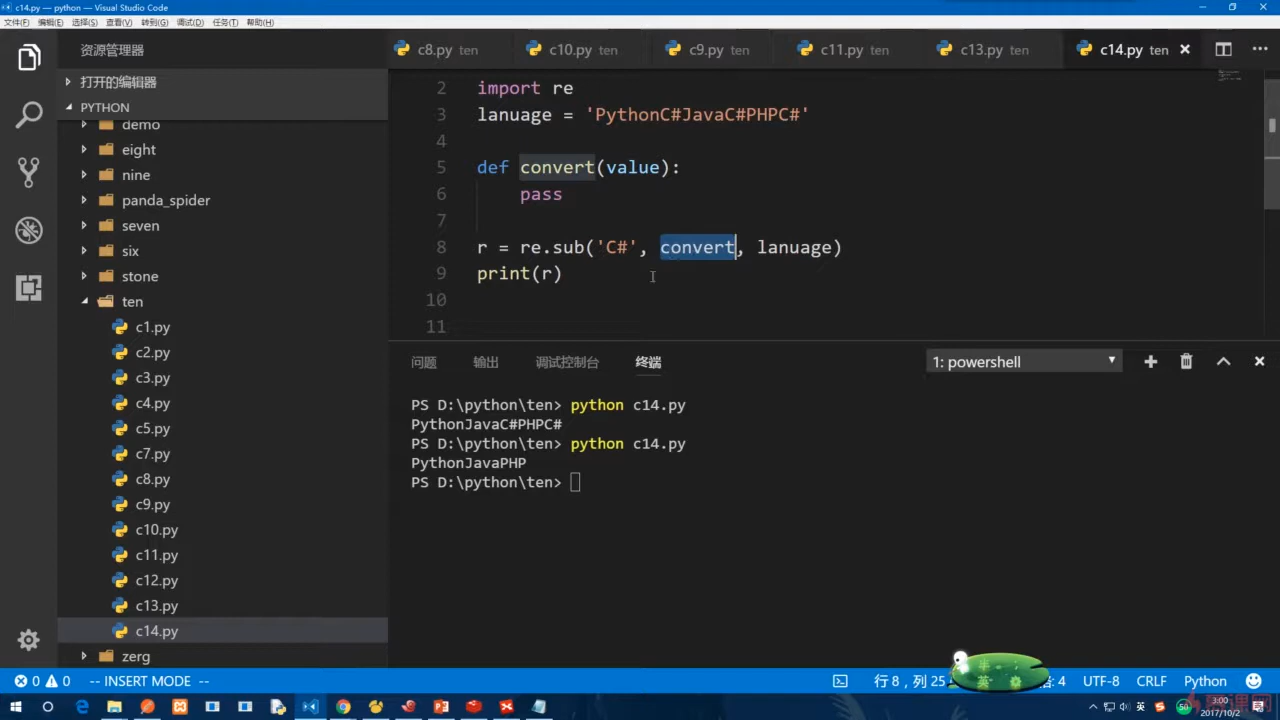 c14.py — python — Visual Studio Code
文件(F) 编辑(E) 选择(S) 查看(V) 转到(G) 调试(D) 任务(T) 帮助(H)
资源管理器
c8.py ten
c10.py ten
c9.py ten
c11.py ten
c13.py ten
c14.py ten
打开的编辑器
PYTHON
demo
eight
nine
panda_spider
seven
six
stone
ten
c1.py
c2.py
c3.py
c4.py
c5.py
c7.py
c8.py
c9.py
c10.py
c11.py
c12.py
c13.py
c14.py
zerg
2 import re
3 lanuage = 'PythonC#JavaC#PHPC#'
4
5 def convert(value):
6 pass
7
8 r = re.sub('C#', convert, lanuage)
9 print(r)
10
11
问题 输出 调试控制台 终端 1: powershell
PS D:\python\ten> python c14.py
PythonJavaC#PHPC#
PS D:\python\ten> python c14.py
PythonJavaPHP
PS D:\python\ten>
0 0 -- INSERT MODE -- 行 8，列 25 : 4 UTF-8 CRLF Python
半 英
英 3:00
2017/10/2
慕课网